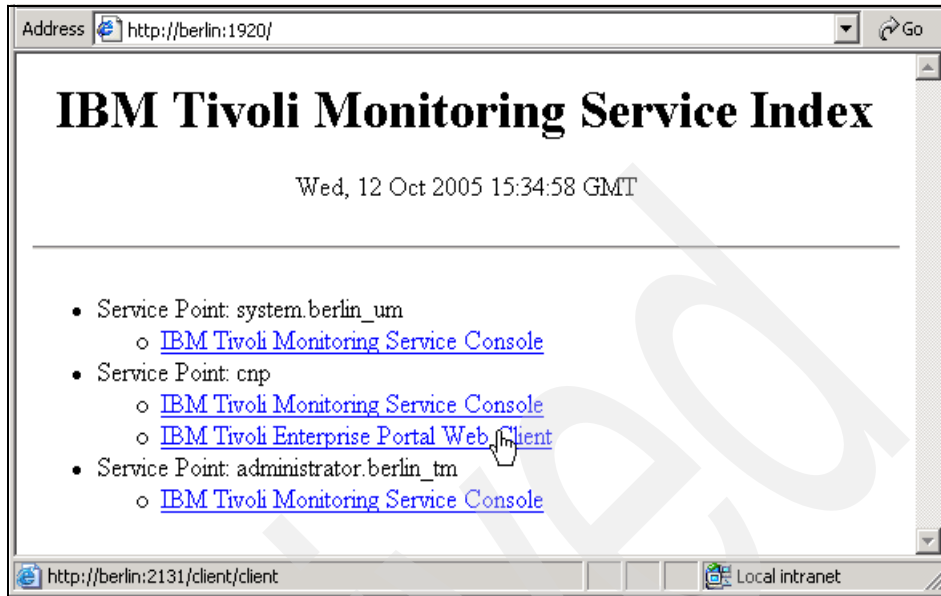 Address http://berlin:1920/ Go
IBM Tivoli Monitoring Service Index
Wed, 12 Oct 2005 15:34:58 GMT
Service Point: system.berlin_um
IBM Tivoli Monitoring Service Console
Service Point: cnp
IBM Tivoli Monitoring Service Console
IBM Tivoli Enterprise Portal Web Client
Service Point: administrator.berlin_tm
IBM Tivoli Monitoring Service Console
http://berlin:2131/client/client Local intranet